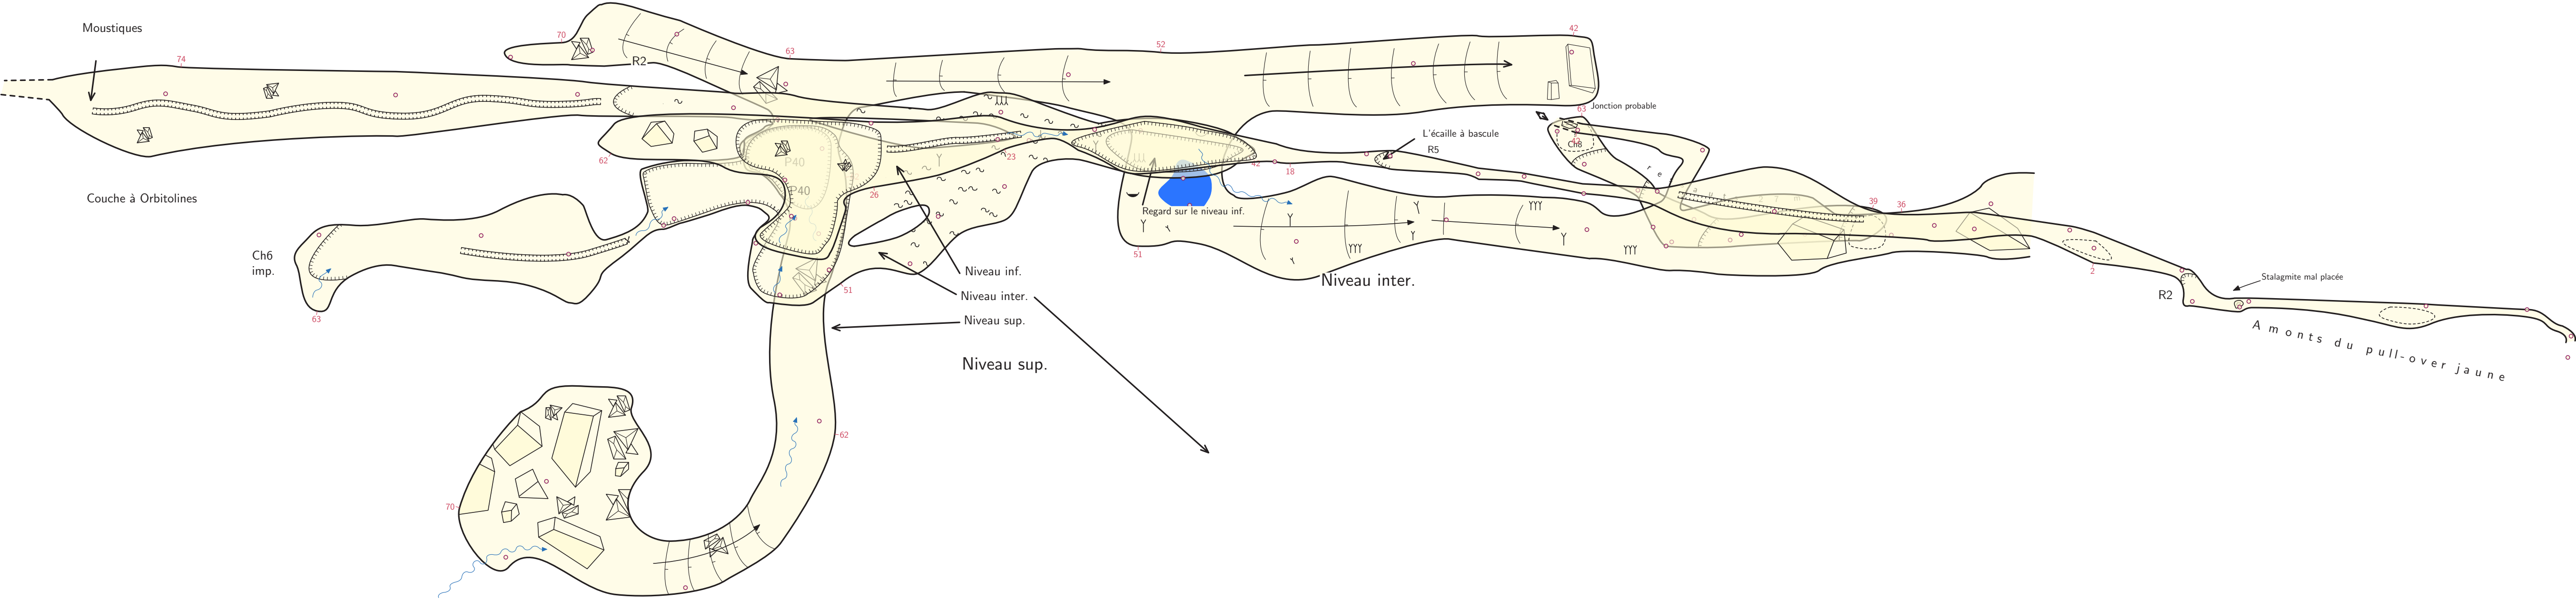 Moustiques
70
63
52
42
74
R2
63
Jonction probable
42
Ch8
P40
P40
62
23
26
L'écaille à bascule
R5
42
18
Couche à Orbitolines
Regard sur le niveau inf.
39
36
51
Ch6
imp.
Niveau inf.
Niveau inter.
Niveau inter.
Niveau sup.
51
63
2
Stalagmite mal placée
R2
Amonts du pull-over jaune
Niveau sup.
62
70